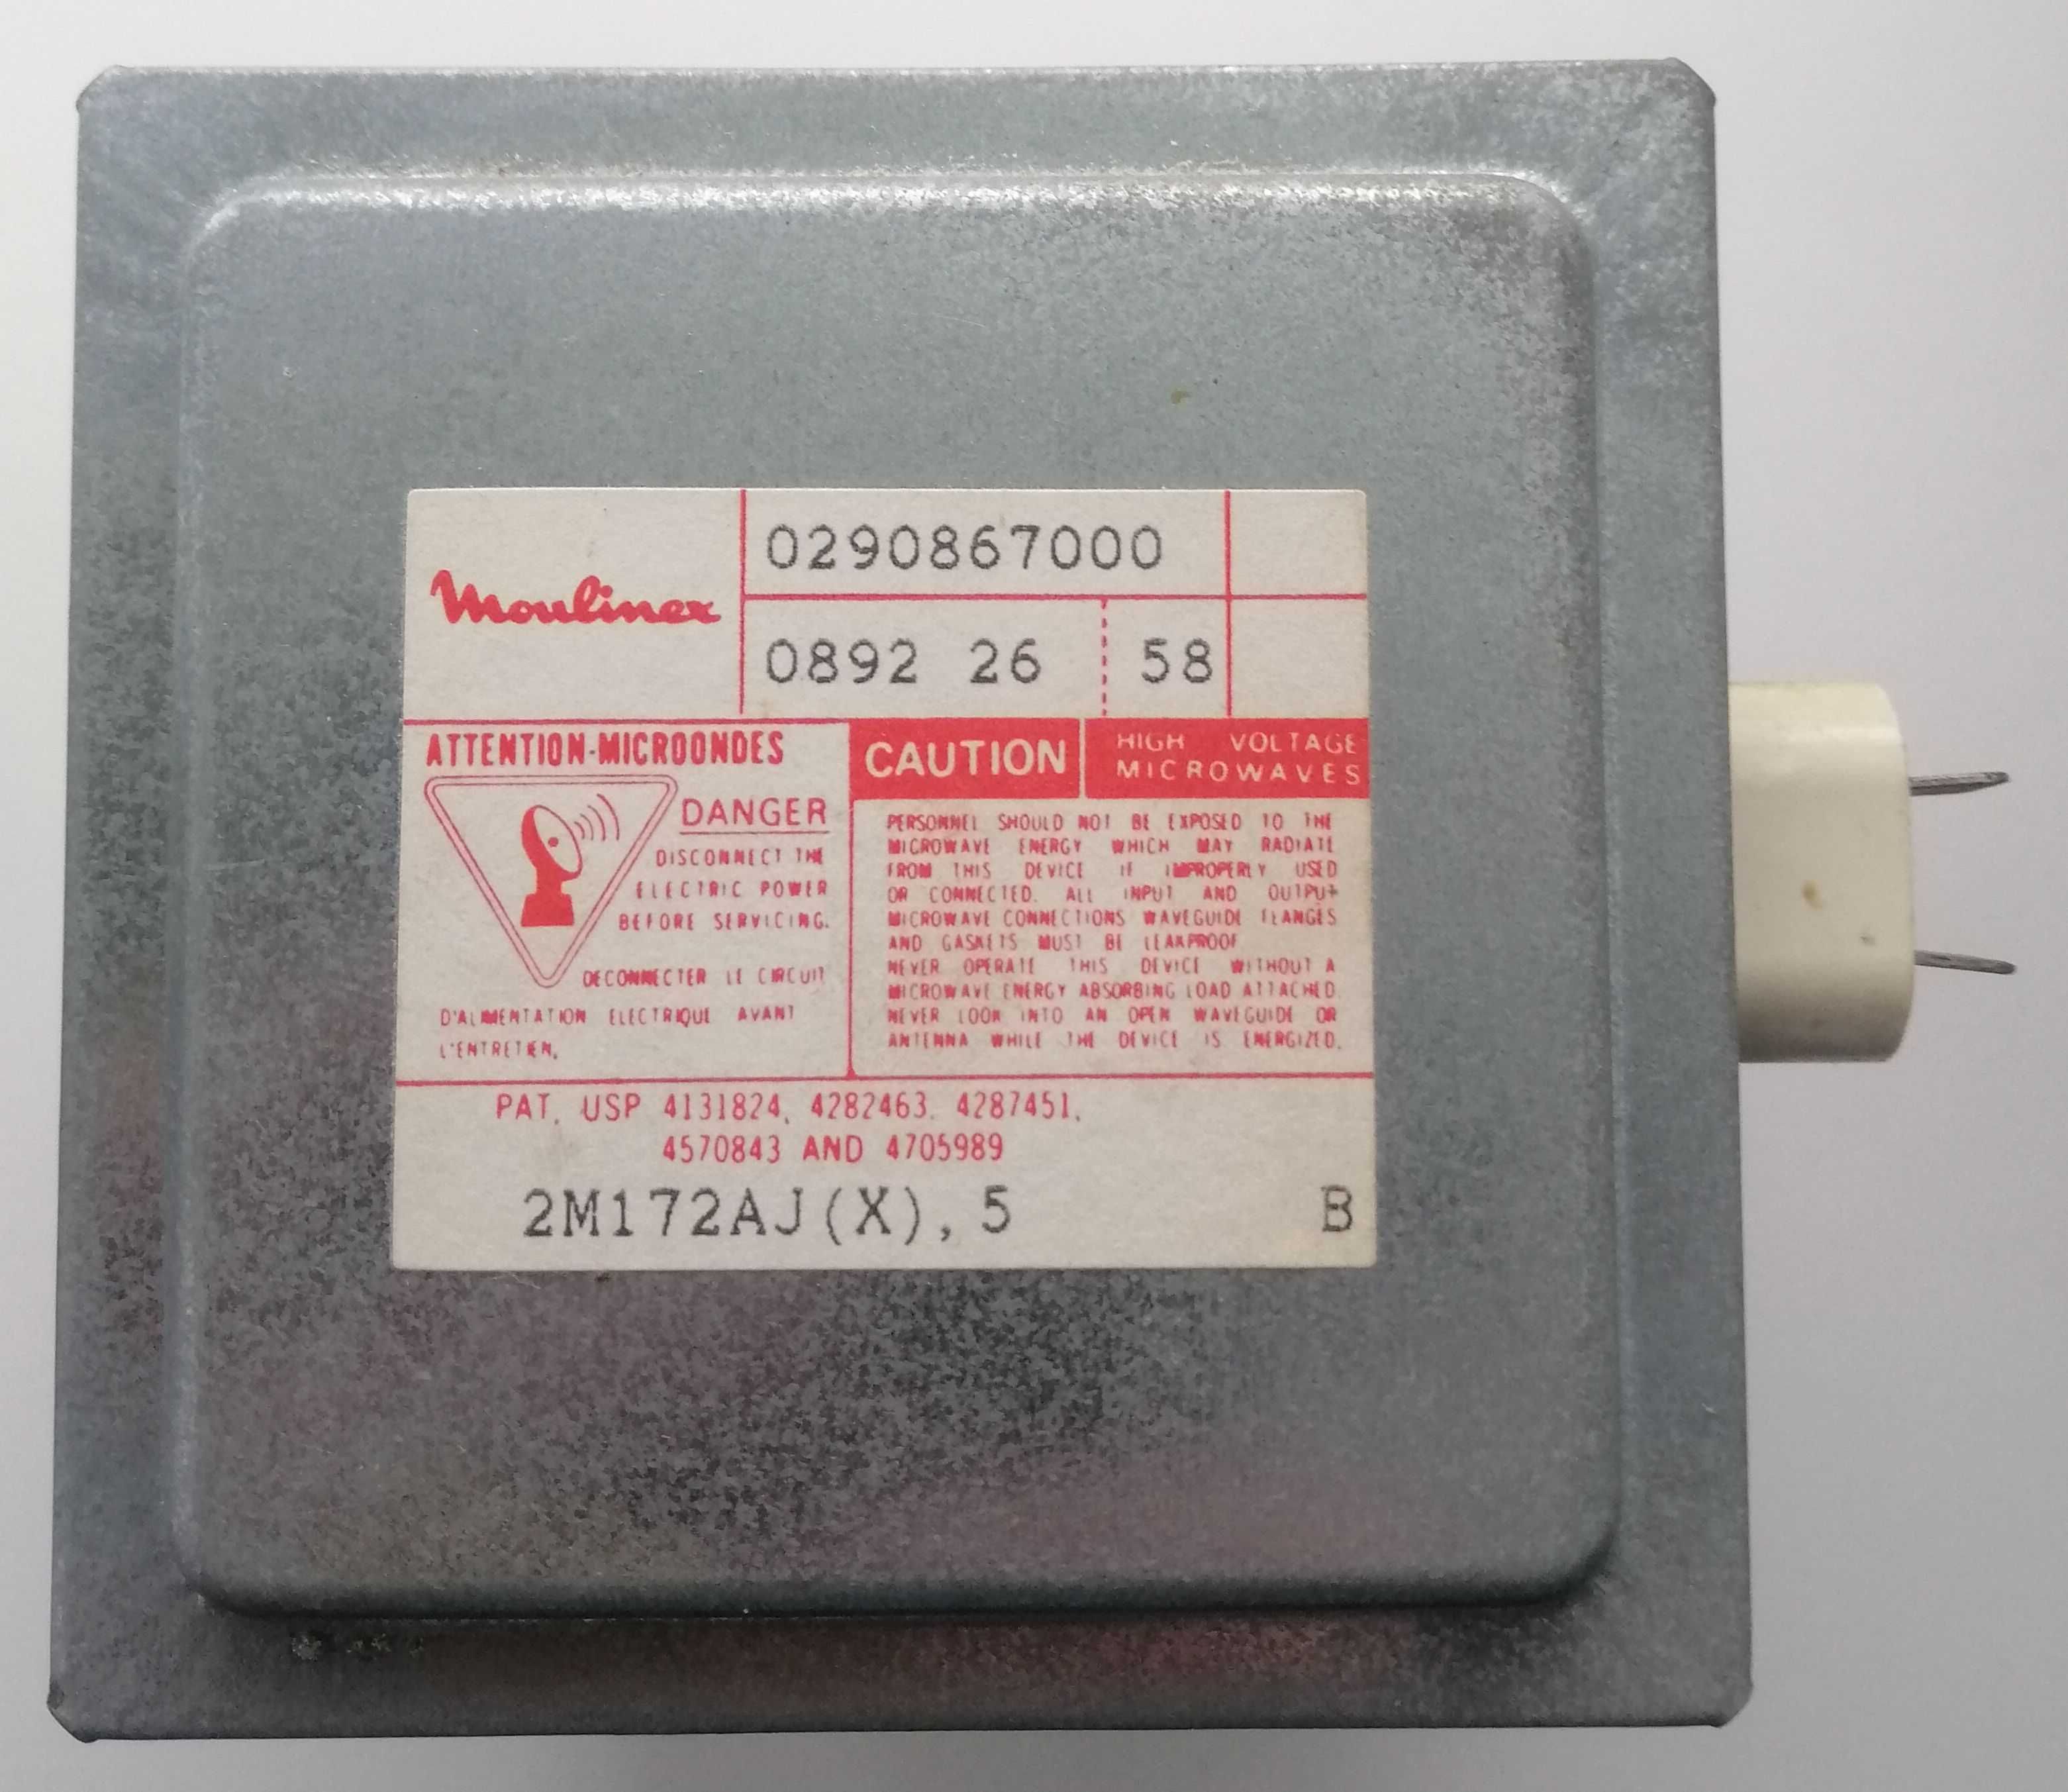 Moulinex
0290867000
0892 26 58
ATTENTION-MICROONDES
DANGER
DISCONNECT THE
ELECTRIC POWER
BEFORE SERVICING.
DECONNECTER LE CIRCUIT
D'ALIMENTATION ELECTRIQUE AVANT
L'ENTRETIEN.
CAUTION
HIGH VOLTAGE
MICROWAVES
PERSONNEL SHOULD NOT BE EXPOSED TO THE
MICROWAVE ENERGY WHICH MAY RADIATE
FROM THIS DEVICE IF IMPROPERLY USED
OR CONNECTED. ALL INPUT AND OUTPUT
MICROWAVE CONNECTIONS WAVEGUIDE FLANGES
AND GASKETS MUST BE LEAKPROOF
NEVER OPERATE THIS DEVICE WITHOUT A
MICROWAVE ENERGY ABSORBING LOAD ATTACHED.
NEVER LOOK INTO AN OPEN WAVEGUIDE OR
ANTENNA WHILE THE DEVICE IS ENERGIZED.
PAT. USP 4131824, 4282463. 4287451,
4570843 AND 4705989
2M172AJ(X),5 B